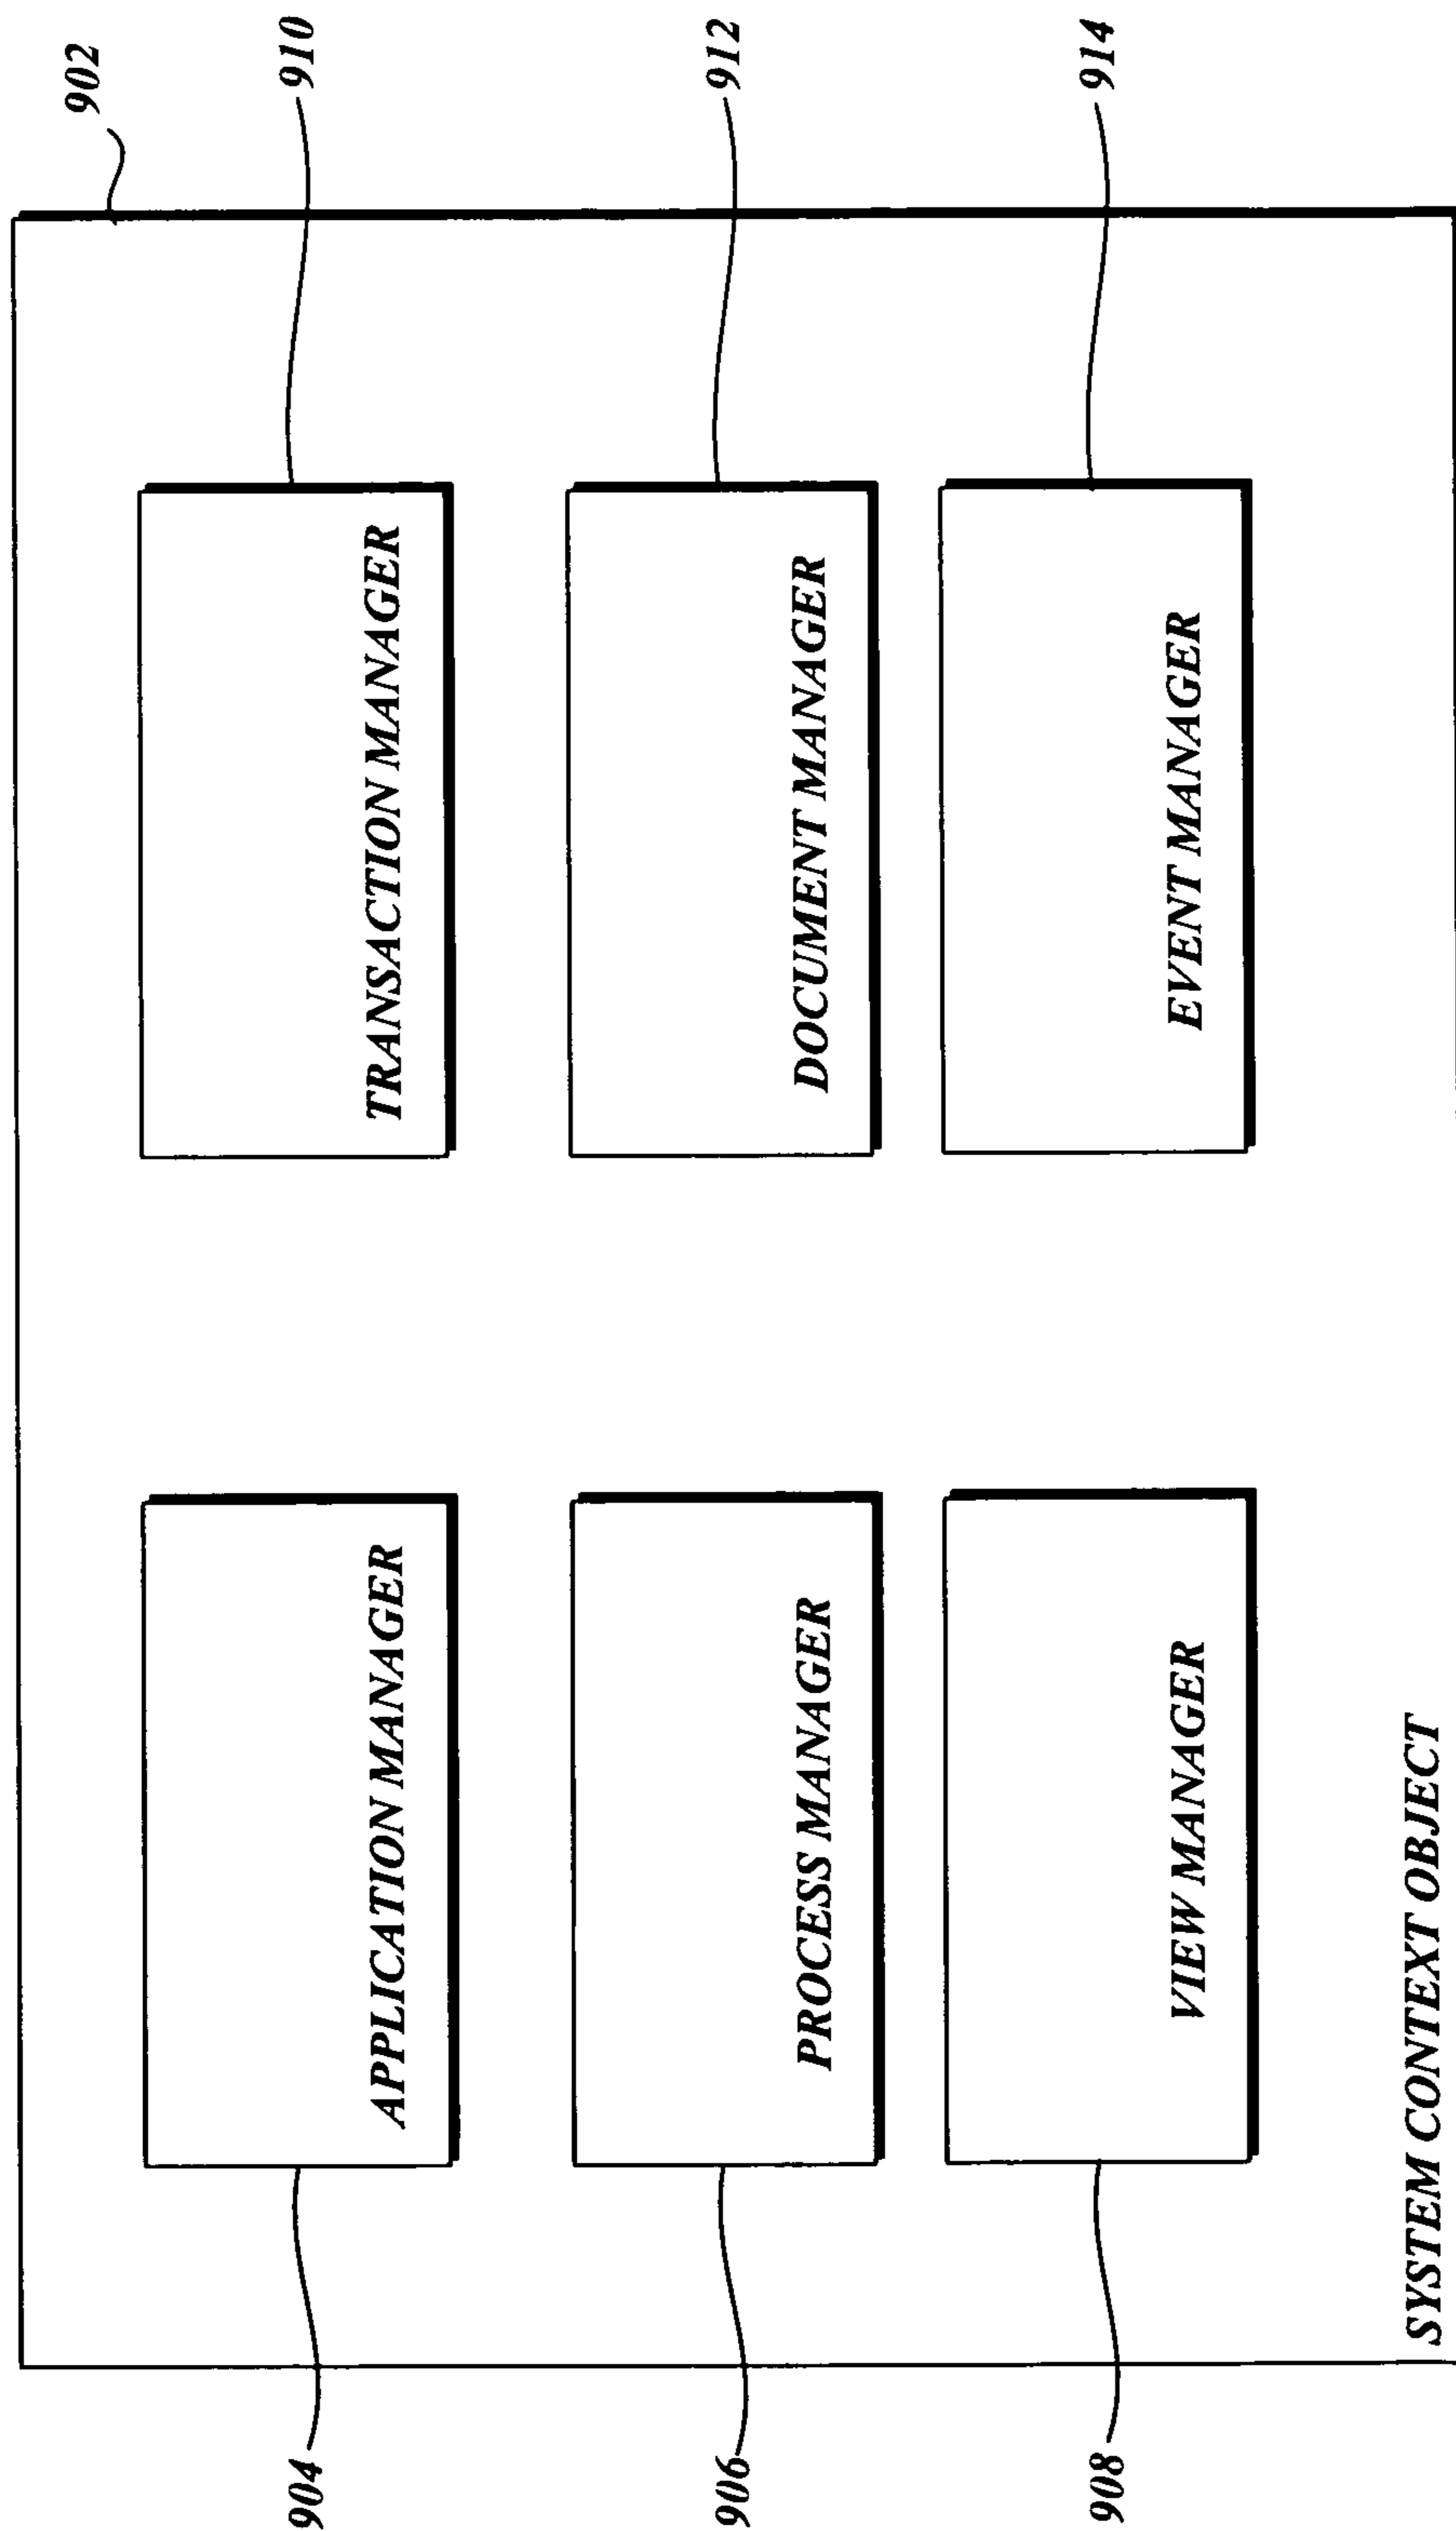 902
904
APPLICATION MANAGER
TRANSACTION MANAGER
910
906
PROCESS MANAGER
DOCUMENT MANAGER
912
908
VIEW MANAGER
EVENT MANAGER
914
SYSTEM CONTEXT OBJECT